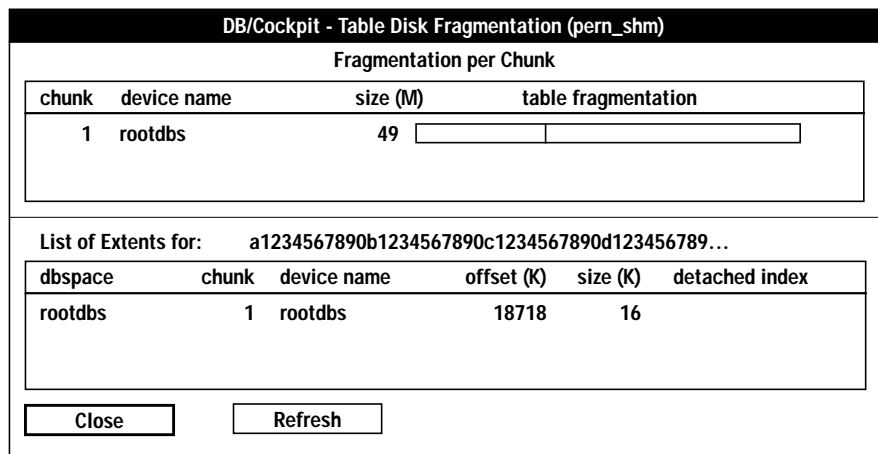 DB/Cockpit - Table Disk Fragmentation (pern_shm)
Fragmentation per Chunk
chunk device name size (M) table fragmentation
1 rootdbs 49
List of Extents for: a1234567890b1234567890c1234567890d123456789...
dbspace chunk device name offset (K) size (K) detached index
rootdbs 1 rootdbs 18718 16
Close Refresh